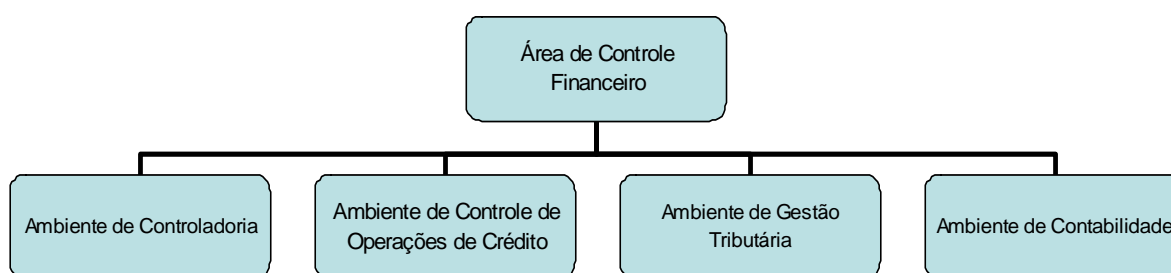 Área de Controle
Financeiro
Ambiente de Controladoria
Ambiente de Controle de
Operações de Crédito
Ambiente de Gestão
Tributária
Ambiente de Contabilidade